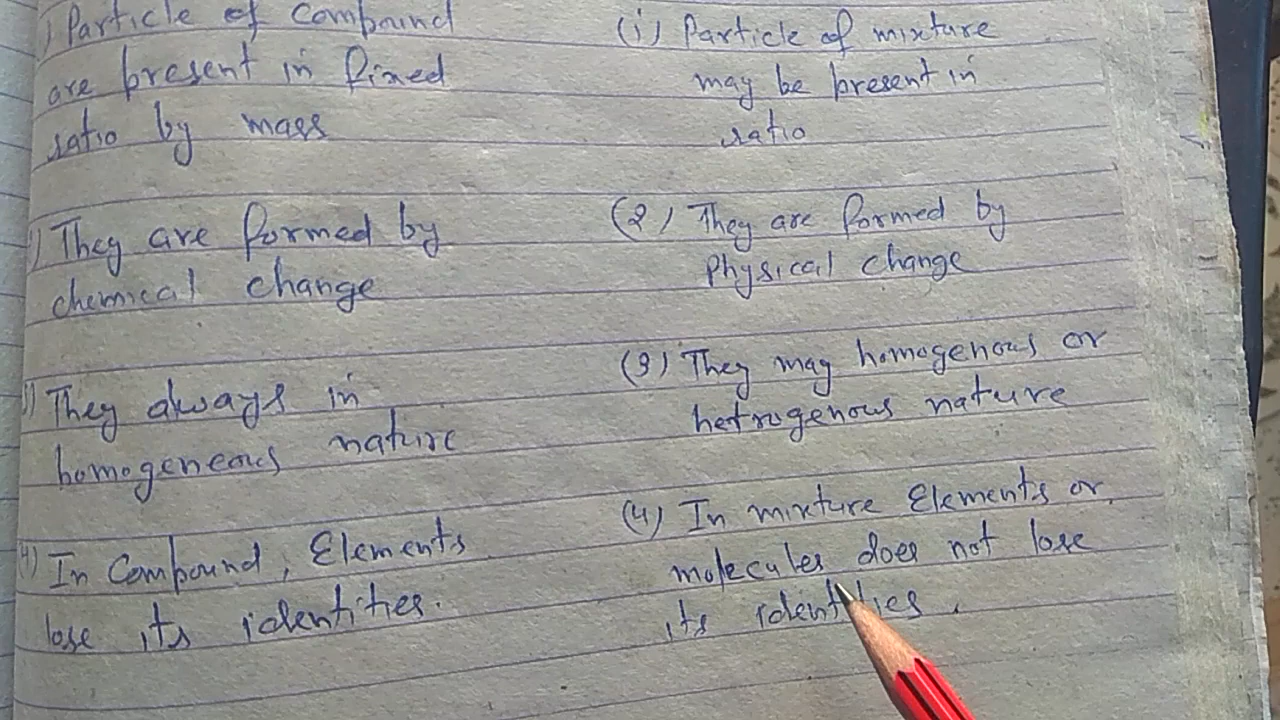 ) Particle of Compound
are present in fixed
ratio by mass
) They are formed by
chemical change
) They always in
homogeneous nature
4) In Compound, Elements
lose its identities.
(i) Particle of mixture
may be present in
ratio
(2) They are formed by
Physical change
(3) They may homogenous or
hetrogenous nature
(4) In mixture Elements or
molecules does not lose
its identities.